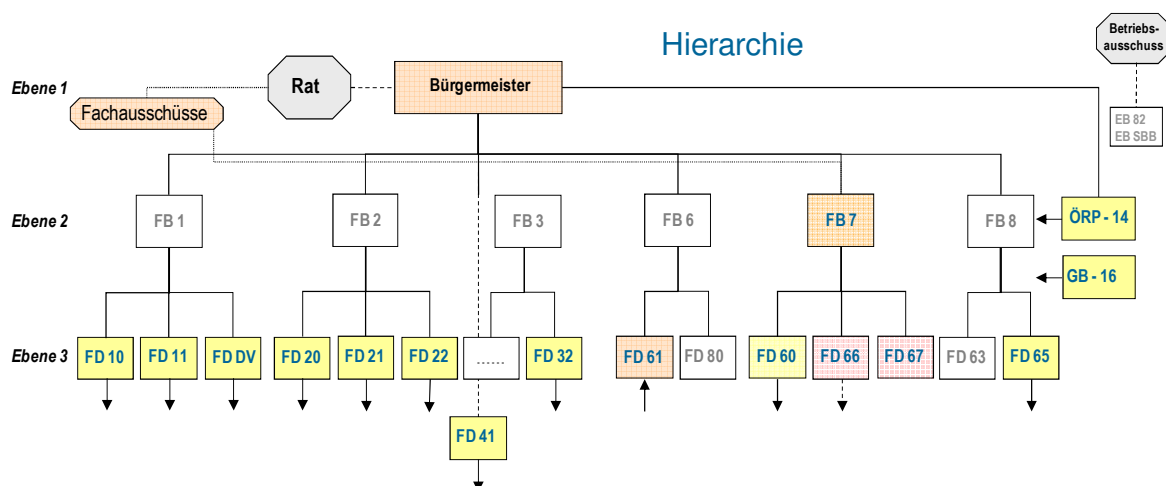 Hierarchie
Betriebs-
ausschuss
Ebene 1
Rat
Bürgermeister
Fachausschüsse
EB 82
EB SBB
Ebene 2
FB 1
FB 2
FB 3
FB 6
FB 7
FB 8
ÖRP - 14
GB - 16
Ebene 3
FD 10
FD 11
FD DV
FD 20
FD 21
FD 22
......
FD 32
FD 61
FD 80
FD 60
FD 66
FD 67
FD 63
FD 65
FD 41